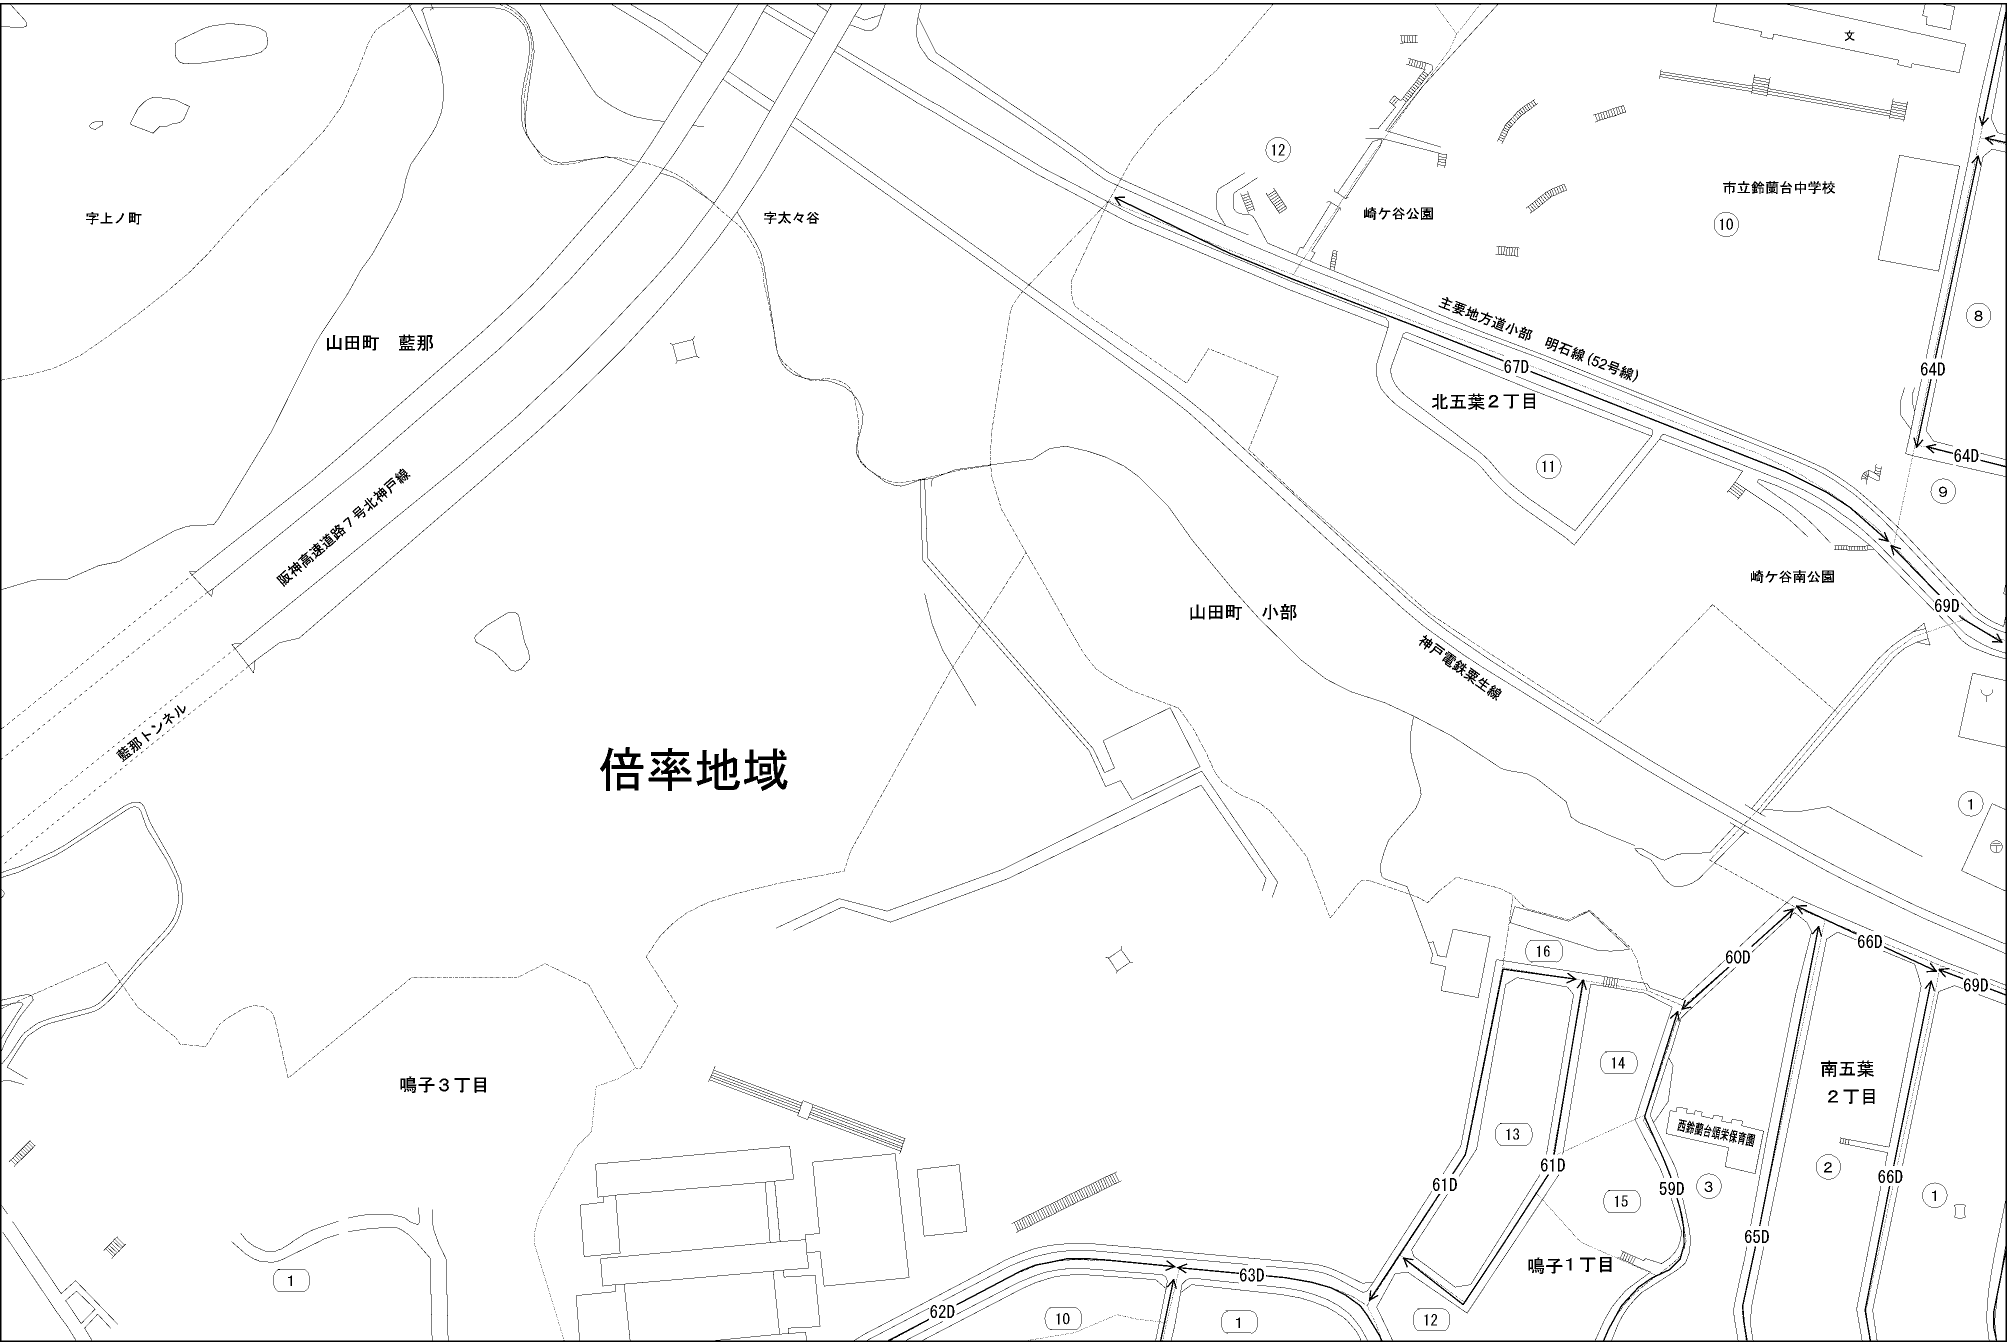 文
12
市立鈴蘭台中学校
字上ノ町
字太々谷
崎ケ谷公園
10
主要地方道小部　明石線(52号線)
8
山田町　藍那
67D
64D
北五葉２丁目
64D
11
9
阪神高速道路７号北神戸線
崎ケ谷南公園
山田町　小部
69D
神戸電鉄粟生線
藍那トンネル
倍率地域
1
16
66D
60D
69D
14
南五葉
２丁目
鳴子３丁目
13
西鈴蘭台頭栄保育園
61D
61D
59D
3
2
66D
1
15
65D
鳴子１丁目
1
63D
62D
10
1
12